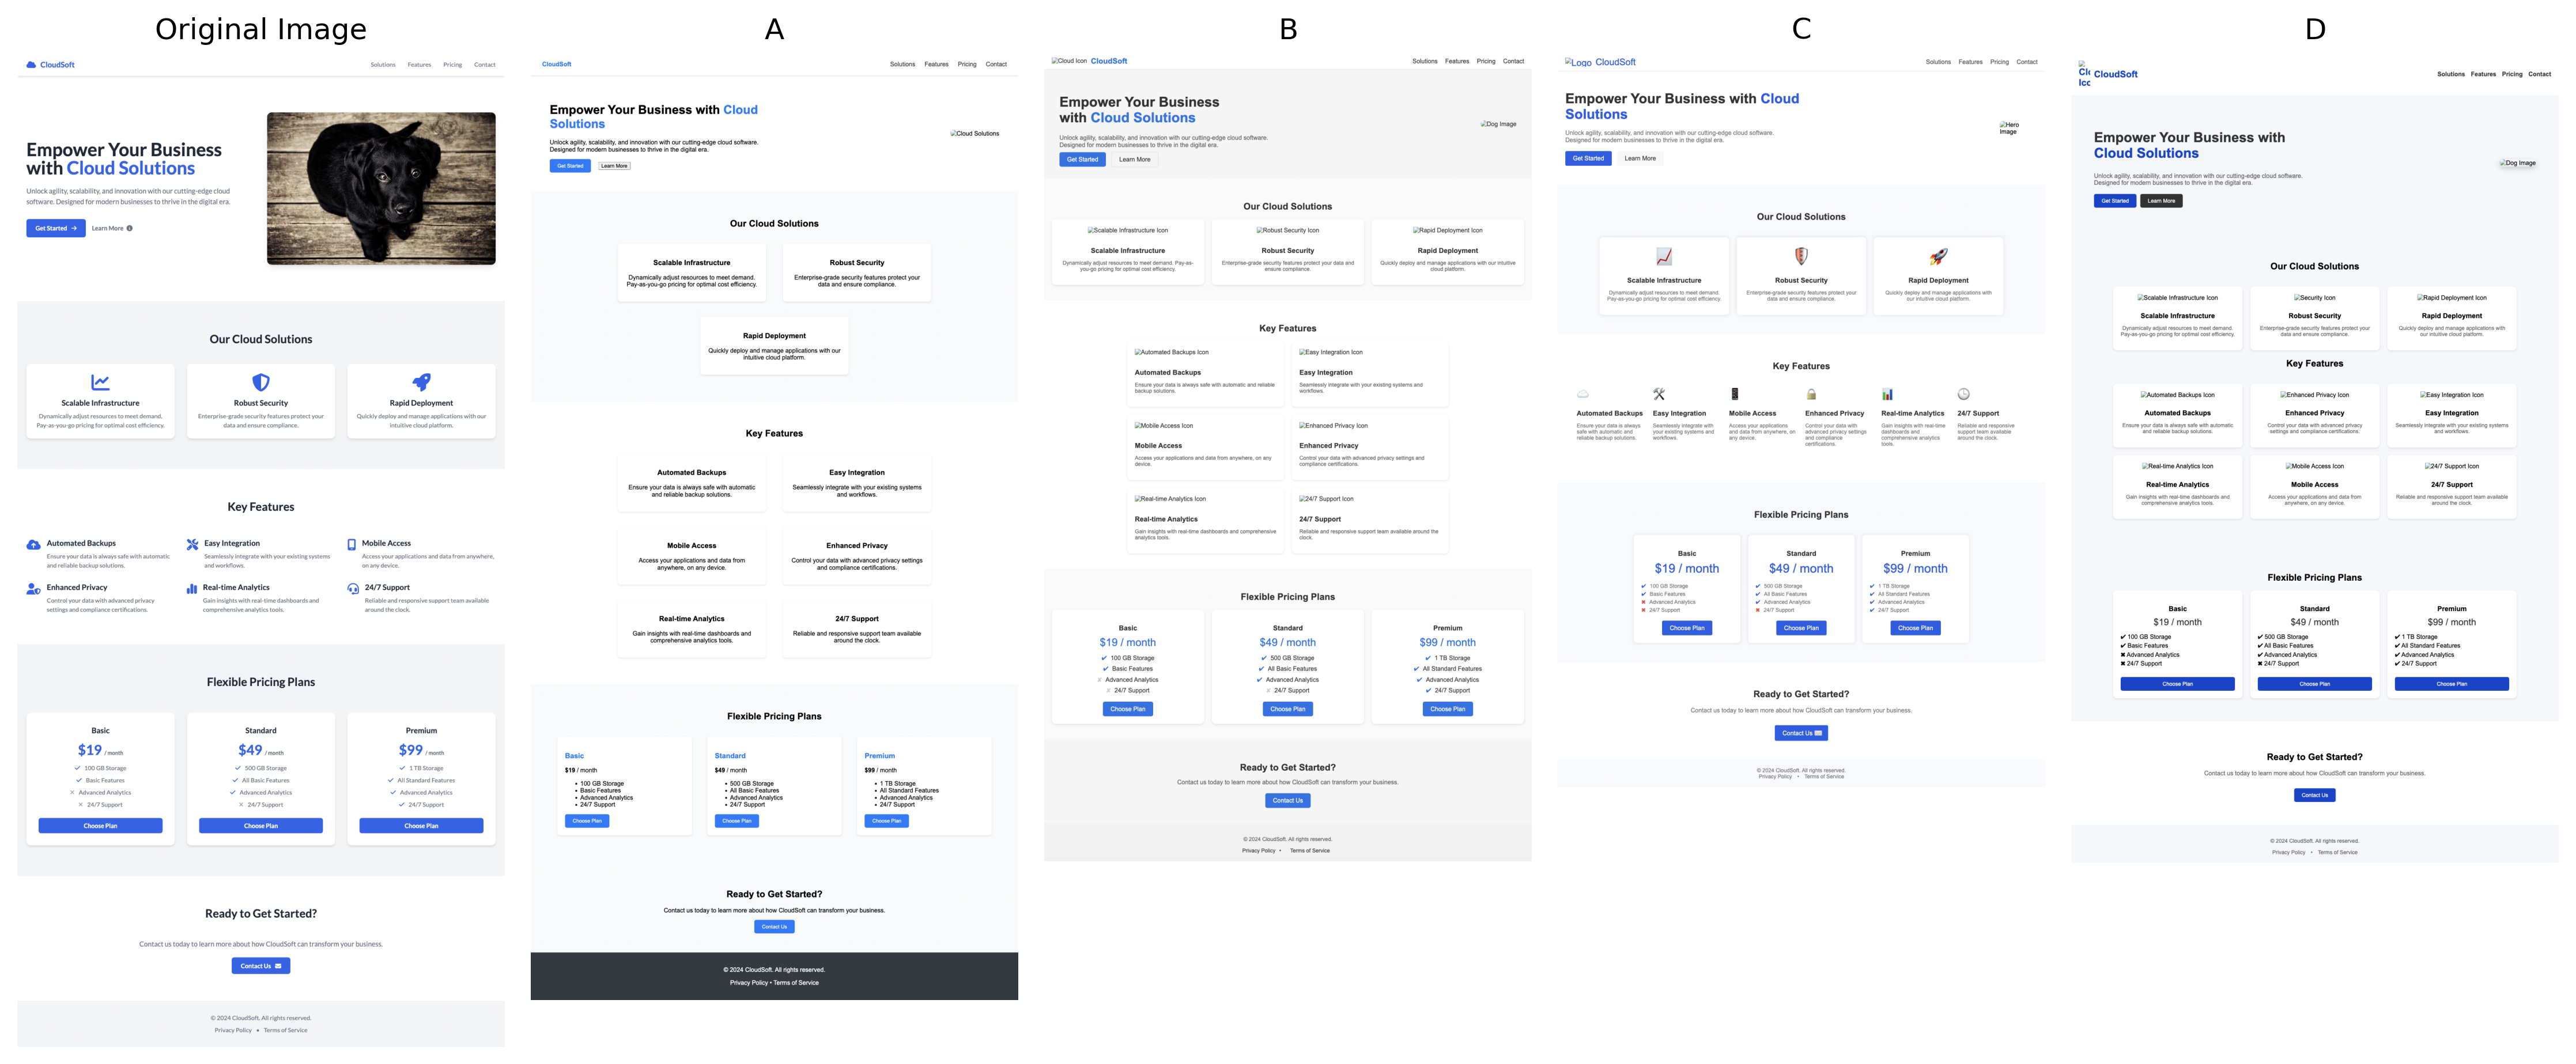 Original Image
CloudSoft
Solutions Features Pricing Contact
Empower Your Business
with Cloud Solutions
Unlock agility, scalability, and innovation with our cutting-edge cloud
software. Designed for modern businesses to thrive in the digital era.
Get Started
Learn More
Our Cloud Solutions
Scalable Infrastructure
Dynamically adjust resources to meet demand.
Pay-as-you-go pricing for optimal cost efficiency.
Robust Security
Enterprise-grade security features protect your
data and ensure compliance.
Rapid Deployment
Quickly deploy and manage applications with our
intuitive cloud platform.
Key Features
Automated Backups
Ensure your data is always safe with automatic
and reliable backup solutions.
Easy Integration
Seamlessly integrate with your existing systems
and workflows.
Mobile Access
Access your applications and data from anywhere,
on any device.
Enhanced Privacy
Control your data with advanced privacy
settings and compliance certifications.
Real-time Analytics
Gain insights with real-time dashboards and
comprehensive analytics tools.
24/7 Support
Reliable and responsive support team available
around the clock.
Flexible Pricing Plans
Basic
$19 / month
100 GB Storage
Basic Features
Advanced Analytics
24/7 Support
Choose Plan
Standard
$49 / month
500 GB Storage
All Basic Features
Advanced Analytics
24/7 Support
Choose Plan
Premium
$99 / month
1 TB Storage
All Standard Features
Advanced Analytics
24/7 Support
Choose Plan
Ready to Get Started?
Contact us today to learn more about how CloudSoft can transform your business.
Contact Us
© 2024 CloudSoft. All rights reserved.
Privacy Policy • Terms of Service
A
CloudSoft
Solutions Features Pricing Contact
Empower Your Business with Cloud
Solutions
Unlock agility, scalability, and innovation with our cutting-edge cloud software.
Designed for modern businesses to thrive in the digital era.
Get Started
Learn More
Cloud Solutions
Our Cloud Solutions
Scalable Infrastructure
Dynamically adjust resources to meet demand.
Pay-as-you-go pricing for optimal cost efficiency.
Robust Security
Enterprise-grade security features protect your
data and ensure compliance.
Rapid Deployment
Quickly deploy and manage applications with our
intuitive cloud platform.
Key Features
Automated Backups
Ensure your data is always safe with automatic
and reliable backup solutions.
Easy Integration
Seamlessly integrate with your existing systems
and workflows.
Mobile Access
Access your applications and data from
anywhere, on any device.
Enhanced Privacy
Control your data with advanced privacy settings
and compliance certifications.
Real-time Analytics
Gain insights with real-time dashboards and
comprehensive analytics tools.
24/7 Support
Reliable and responsive support team available
around the clock.
Flexible Pricing Plans
Basic
$19 / month
• 100 GB Storage
• Basic Features
• Advanced Analytics
• 24/7 Support
Choose Plan
Standard
$49 / month
• 500 GB Storage
• All Basic Features
• Advanced Analytics
• 24/7 Support
Choose Plan
Premium
$99 / month
• 1 TB Storage
• All Standard Features
• Advanced Analytics
• 24/7 Support
Choose Plan
Ready to Get Started?
Contact us today to learn more about how CloudSoft can transform your business.
Contact Us
© 2024 CloudSoft. All rights reserved.
Privacy Policy • Terms of Service
B
Cloud Icon CloudSoft
Solutions Features Pricing Contact
Empower Your Business
with Cloud Solutions
Unlock agility, scalability, and innovation with our cutting-edge cloud software.
Designed for modern businesses to thrive in the digital era.
Get Started
Learn More
Dog Image
Our Cloud Solutions
Scalable Infrastructure Icon
Scalable Infrastructure
Dynamically adjust resources to meet demand. Pay-as-
you-go pricing for optimal cost efficiency.
Robust Security Icon
Robust Security
Enterprise-grade security features protect your data and
ensure compliance.
Rapid Deployment Icon
Rapid Deployment
Quickly deploy and manage applications with our intuitive
cloud platform.
Key Features
Automated Backups Icon
Automated Backups
Ensure your data is always safe with automatic and reliable
backup solutions.
Easy Integration Icon
Easy Integration
Seamlessly integrate with your existing systems and
workflows.
Mobile Access Icon
Mobile Access
Access your applications and data from anywhere, on any
device.
Enhanced Privacy Icon
Enhanced Privacy
Control your data with advanced privacy settings and
compliance certifications.
Real-time Analytics Icon
Real-time Analytics
Gain insights with real-time dashboards and comprehensive
analytics tools.
24/7 Support Icon
24/7 Support
Reliable and responsive support team available around the
clock.
Flexible Pricing Plans
Basic
$19 / month
✔ 100 GB Storage
✔ Basic Features
✗ Advanced Analytics
✗ 24/7 Support
Choose Plan
Standard
$49 / month
✔ 500 GB Storage
✔ All Basic Features
✔ Advanced Analytics
✗ 24/7 Support
Choose Plan
Premium
$99 / month
✔ 1 TB Storage
✔ All Standard Features
✔ Advanced Analytics
✔ 24/7 Support
Choose Plan
Ready to Get Started?
Contact us today to learn more about how CloudSoft can transform your business.
Contact Us
© 2024 CloudSoft. All rights reserved.
Privacy Policy • Terms of Service
C
Logo CloudSoft
Solutions Features Pricing Contact
Empower Your Business with Cloud
Solutions
Unlock agility, scalability, and innovation with our cutting-edge cloud software.
Designed for modern businesses to thrive in the digital era.
Get Started
Learn More
Hero
Image
Our Cloud Solutions
Scalable Infrastructure
Dynamically adjust resources to meet demand.
Pay-as-you-go pricing for optimal cost efficiency.
Robust Security
Enterprise-grade security features protect your
data and ensure compliance.
Rapid Deployment
Quickly deploy and manage applications with
our intuitive cloud platform.
Key Features
Automated Backups
Ensure your data is always
safe with automatic and
reliable backup solutions.
Easy Integration
Seamlessly integrate with
your existing systems and
workflows.
Mobile Access
Access your applications
and data from anywhere, on
any device.
Enhanced Privacy
Control your data with
advanced privacy settings
and compliance
certifications.
Real-time Analytics
Gain insights with real-time
dashboards and
comprehensive analytics
tools.
24/7 Support
Reliable and responsive
support team available
around the clock.
Flexible Pricing Plans
Basic
$19 / month
✔ 100 GB Storage
✔ Basic Features
✖ Advanced Analytics
✖ 24/7 Support
Choose Plan
Standard
$49 / month
✔ 500 GB Storage
✔ All Basic Features
✔ Advanced Analytics
✖ 24/7 Support
Choose Plan
Premium
$99 / month
✔ 1 TB Storage
✔ All Standard Features
✔ Advanced Analytics
✔ 24/7 Support
Choose Plan
Ready to Get Started?
Contact us today to learn more about how CloudSoft can transform your business.
Contact Us
© 2024 CloudSoft. All rights reserved.
Privacy Policy • Terms of Service
D
CloudSoft
Solutions Features Pricing Contact
Empower Your Business with
Cloud Solutions
Unlock agility, scalability, and innovation with our cutting-edge cloud software.
Designed for modern businesses to thrive in the digital era.
Get Started
Learn More
Dog Image
Our Cloud Solutions
Scalable Infrastructure Icon
Scalable Infrastructure
Dynamically adjust resources to meet demand.
Pay-as-you-go pricing for optimal cost efficiency.
Security Icon
Robust Security
Enterprise-grade security features protect your
data and ensure compliance.
Rapid Deployment Icon
Rapid Deployment
Quickly deploy and manage applications with
our intuitive cloud platform.
Key Features
Automated Backups Icon
Automated Backups
Ensure your data is always safe with automatic
and reliable backup solutions.
Enhanced Privacy Icon
Enhanced Privacy
Control your data with advanced privacy
settings and compliance certifications.
Easy Integration Icon
Easy Integration
Seamlessly integrate with your existing systems
and workflows.
Real-time Analytics Icon
Real-time Analytics
Gain insights with real-time dashboards and
comprehensive analytics tools.
Mobile Access Icon
Mobile Access
Access your applications and data from
anywhere, on any device.
24/7 Support Icon
24/7 Support
Reliable and responsive support team available
around the clock.
Flexible Pricing Plans
Basic
$19 / month
✔ 100 GB Storage
✔ Basic Features
✖ Advanced Analytics
✖ 24/7 Support
Choose Plan
Standard
$49 / month
✔ 500 GB Storage
✔ All Basic Features
✔ Advanced Analytics
✖ 24/7 Support
Choose Plan
Premium
$99 / month
✔ 1 TB Storage
✔ All Standard Features
✔ Advanced Analytics
✔ 24/7 Support
Choose Plan
Ready to Get Started?
Contact us today to learn more about how CloudSoft can transform your business.
Contact Us
© 2024 CloudSoft. All rights reserved.
Privacy Policy • Terms of Service